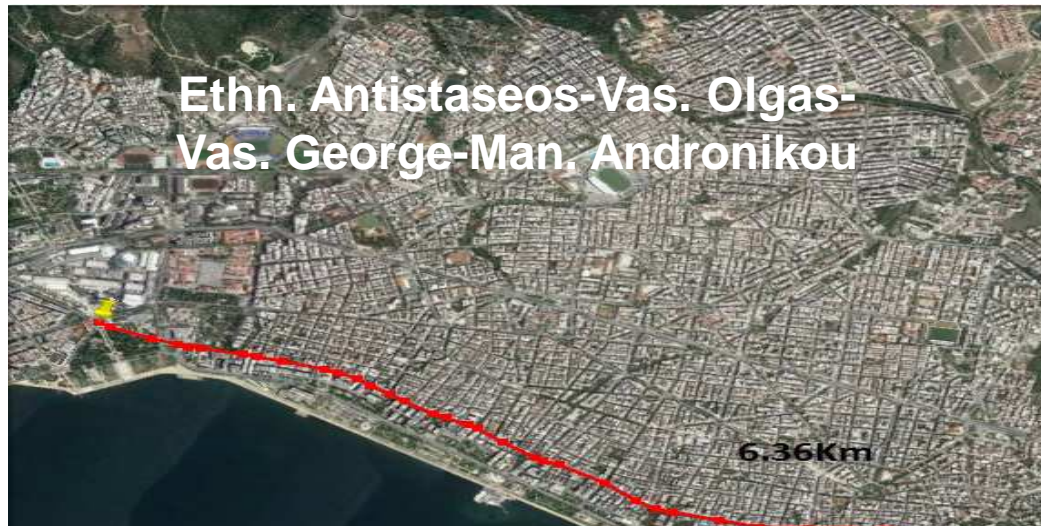 Ethn. Antistaseos-Vas. Olgas-
Vas. George-Man. Andronikou
6.36Km